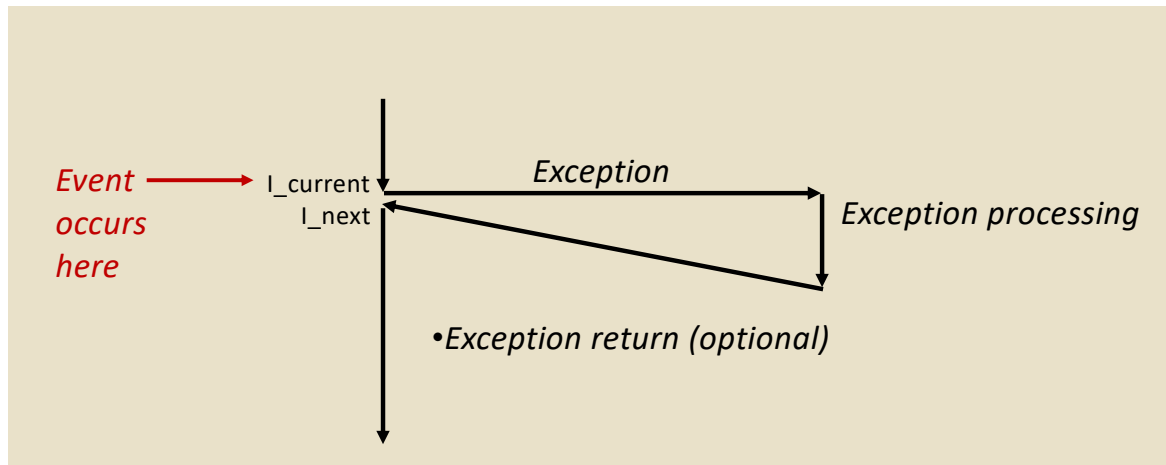 Exception
Event
I_current
occurs
I_next
Exception processing
here
•Exception return (optional)